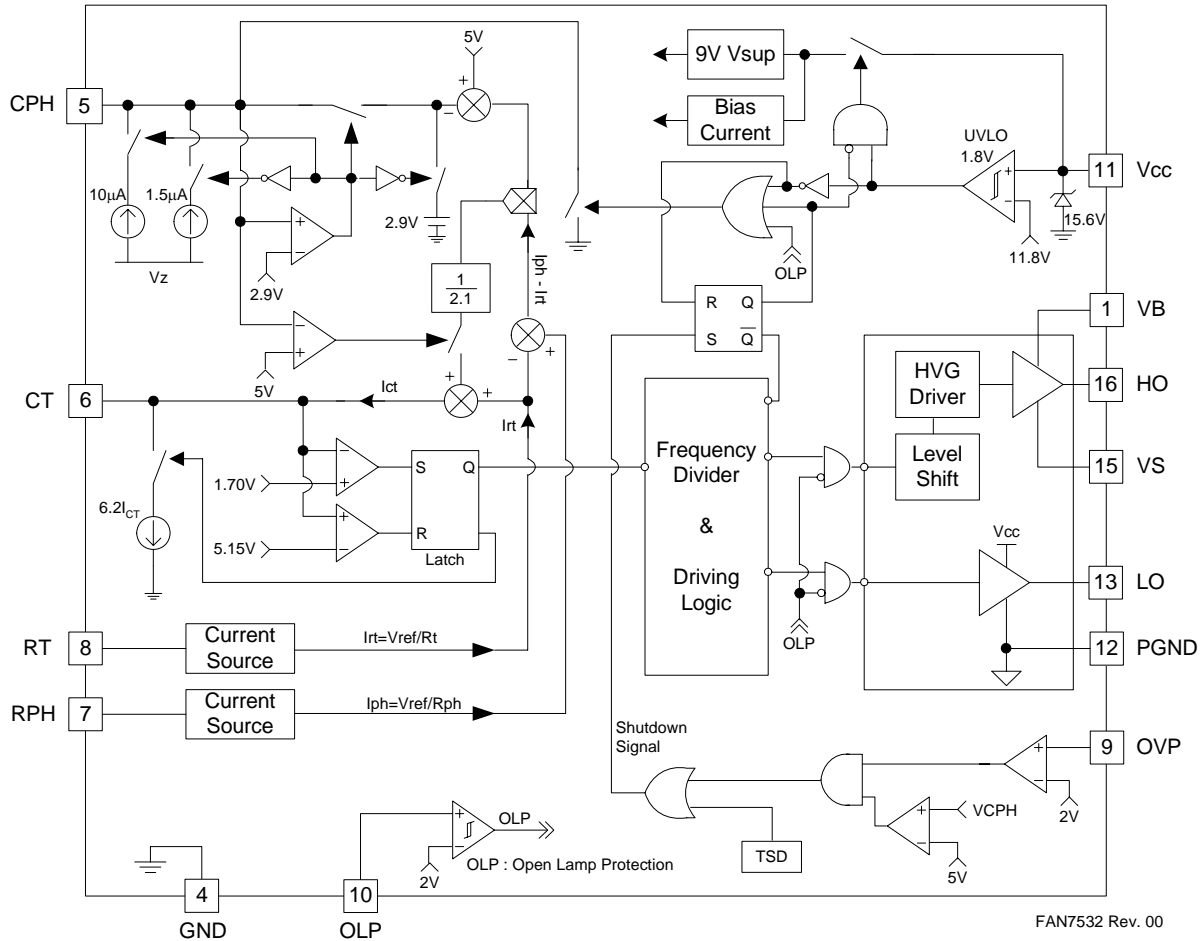 5V
9V Vsup
CPH
5
Bias
Current
UVLO
1.8V
11
Vcc
10μA
1.5μA
15.6V
2.9V
Vz
2.9V
11.8V
OLP
1
2.1
Iph - Irt
R Q
S Q
1
VB
5V
HVG
Driver
16
HO
CT
6
Ict
Irt
Frequency
Divider
&
Driving
Logic
Level
Shift
15
VS
1.70V
S Q
6.2ICT
5.15V
R
Latch
Vcc
13
LO
RT
8
Current
Source
Irt=Vref/Rt
OLP
12
PGND
RPH
7
Current
Source
Iph=Vref/Rph
Shutdown
Signal
9
OVP
VCPH
2V
OLP
TSD
5V
2V
OLP : Open Lamp Protection
4
10
GND
OLP
FAN7532 Rev. 00